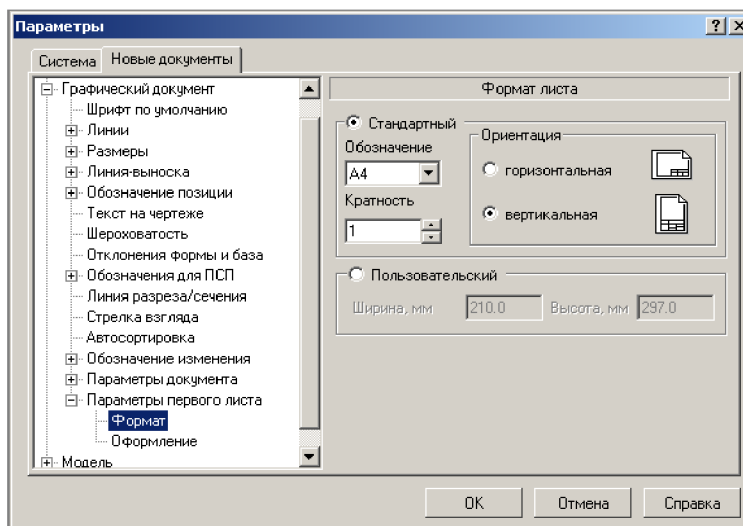 Параметры
Система
Новые документы
Графический документ
Шрифт по умолчанию
Линии
Размеры
Линия-выноска
Обозначение позиции
Текст на чертеже
Шероховатость
Отклонения формы и база
Обозначения для ПСП
Линия разреза/сечения
Стрелка взгляда
Автосортировка
Обозначение изменения
Параметры документа
Параметры первого листа
Формат
Оформление
Модель
Формат листа
Стандартный
Обозначение
A4
Кратность
1
Ориентация
горизонтальная
вертикальная
Пользовательский
Ширина, мм 210.0 Высота, мм 297.0
OK Отмена Справка